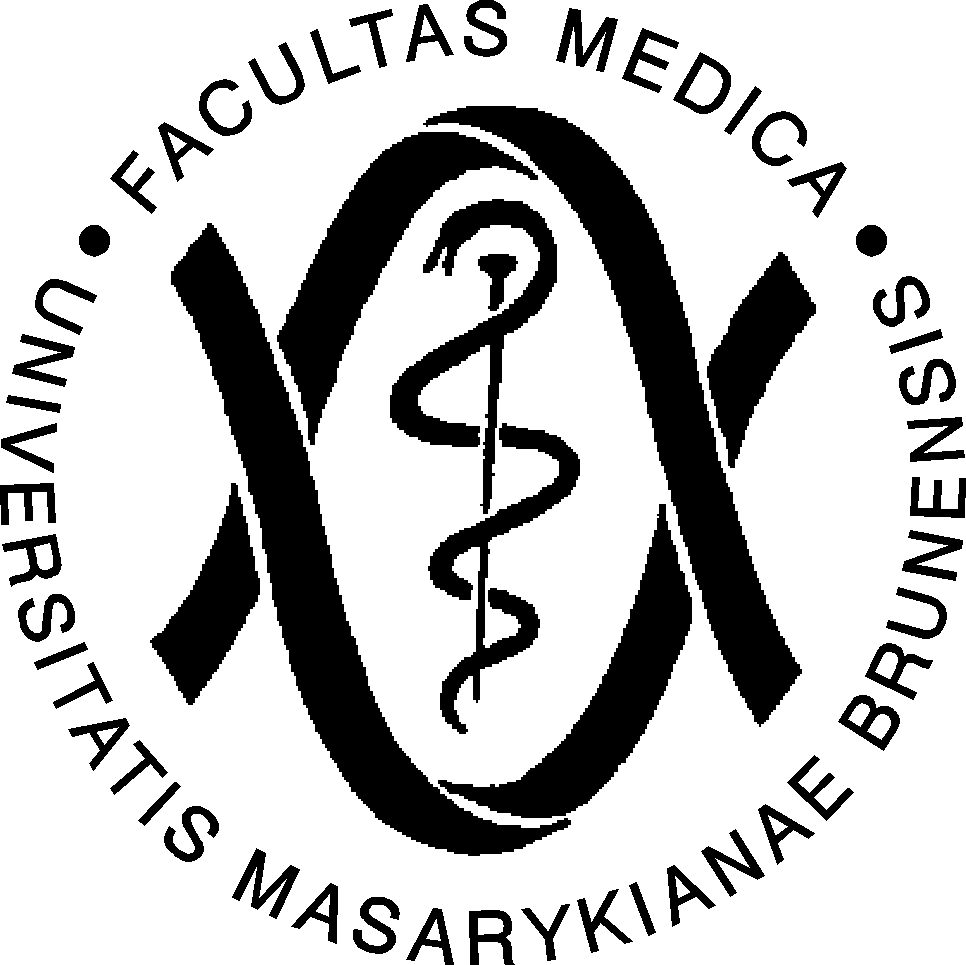 • FACULTAS MEDICA •
UNIVERSITATIS MASARYKIANAE BRUNENSIS